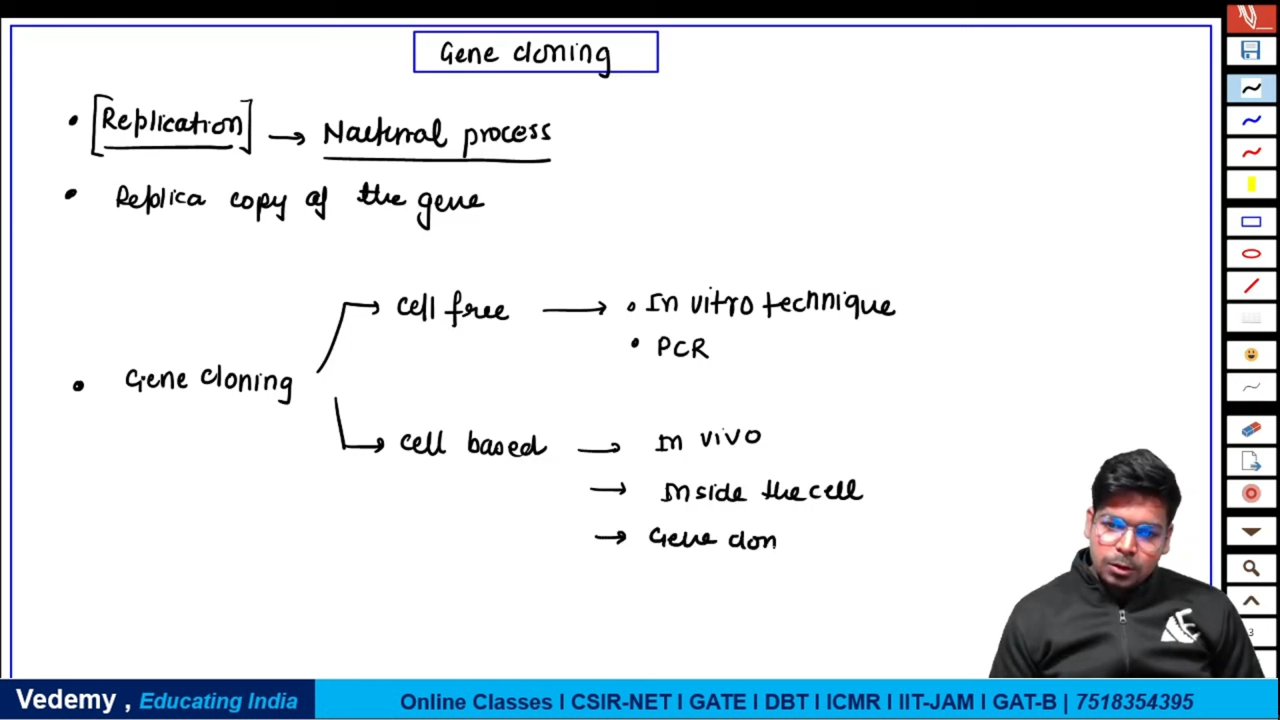 Gene cloning
• [Replication] → Natural process
• Replica copy of the gene
cell free → • In vitro technique
• PCR
• Gene cloning
cell based → In vivo
→ Inside the cell
→ Gene clon
3
Vedemy , Educating India
Online Classes I CSIR-NET I GATE I DBT I ICMR I IIT-JAM I GAT-B | 7518354395